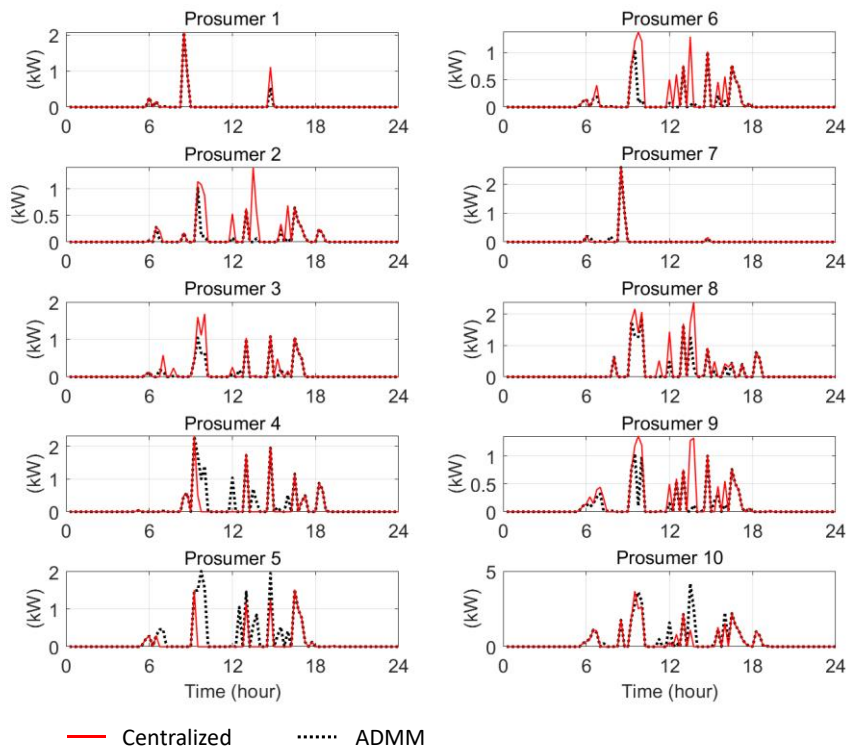 Prosumer 1
2
1
0
(kW)
0 6 12 18 24
Prosumer 2
1
0.5
0
(kW)
0 6 12 18 24
Prosumer 3
2
1
0
(kW)
0 6 12 18 24
Prosumer 4
2
1
0
(kW)
0 6 12 18 24
Prosumer 5
2
1
0
(kW)
0 6 12 18 24
Time (hour)
Prosumer 6
1
0.5
0
(kW)
0 6 12 18 24
Prosumer 7
2
1
0
(kW)
0 6 12 18 24
Prosumer 8
2
1
0
(kW)
0 6 12 18 24
Prosumer 9
1
0.5
0
(kW)
0 6 12 18 24
Prosumer 10
5
0
(kW)
0 6 12 18 24
Time (hour)
Centralized ADMM